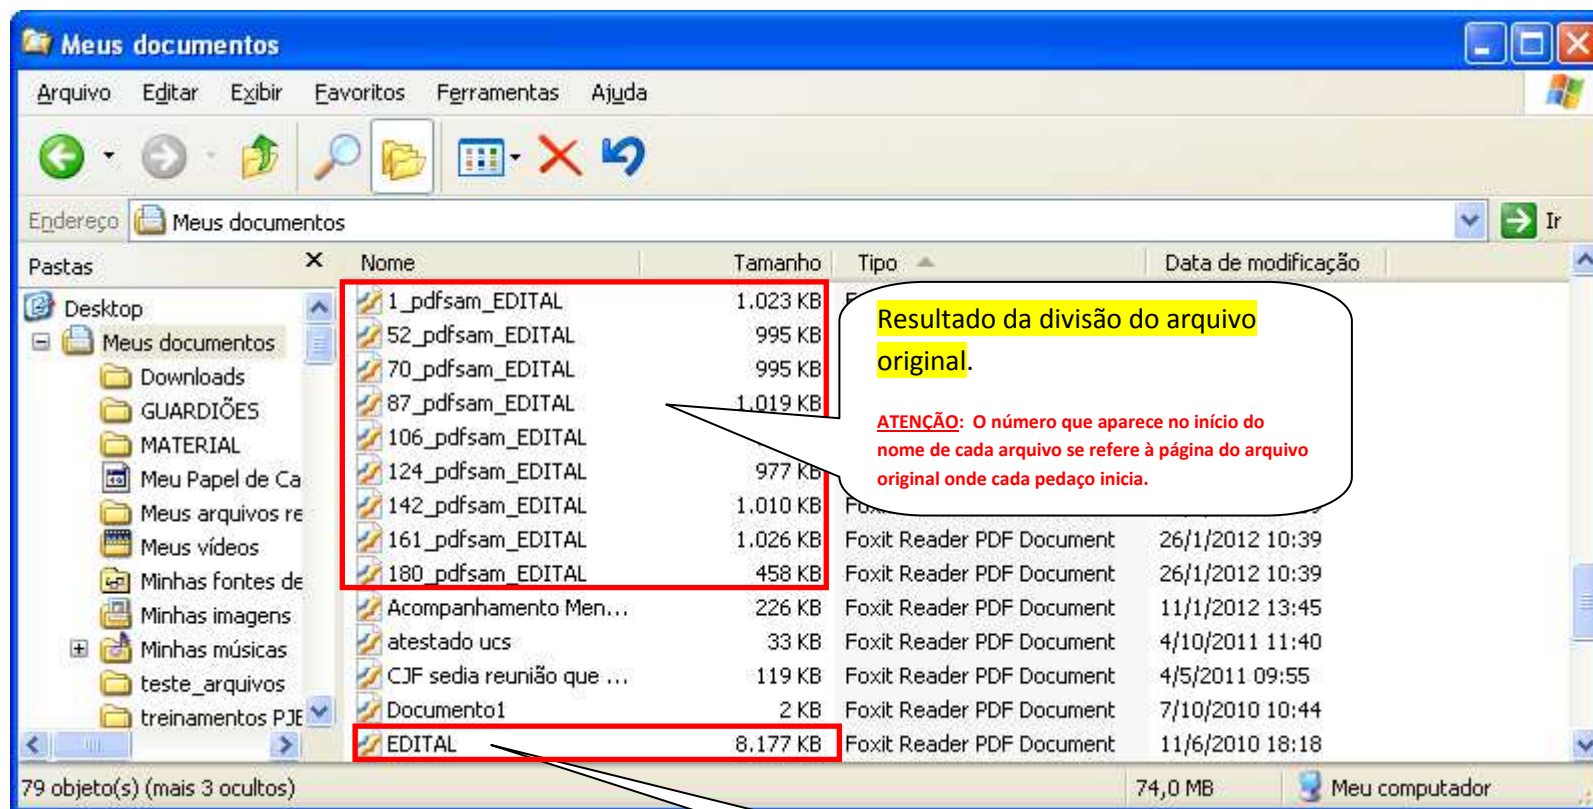 Meus documentos
Arquivo Editar Exibir Favoritos Ferramentas Ajuda
Endereço Meus documentos Ir
Pastas × Nome Tamanho Tipo Data de modificação
Desktop
Meus documentos
Downloads
GUARDIÕES
MATERIAL
Meu Papel de Ca
Meus arquivos re
Meus vídeos
Minhas fontes de
Minhas imagens
Minhas músicas
teste_arquivos
treinamentos PJE
1_pdfsam_EDITAL 1.023 KB
52_pdfsam_EDITAL 995 KB
70_pdfsam_EDITAL 995 KB
87_pdfsam_EDITAL 1.019 KB
106_pdfsam_EDITAL
124_pdfsam_EDITAL 977 KB
142_pdfsam_EDITAL 1.010 KB
161_pdfsam_EDITAL 1.026 KB Foxit Reader PDF Document 26/1/2012 10:39
180_pdfsam_EDITAL 458 KB Foxit Reader PDF Document 26/1/2012 10:39
Acompanhamento Men... 226 KB Foxit Reader PDF Document 11/1/2012 13:45
atestado ucs 33 KB Foxit Reader PDF Document 4/10/2011 11:40
CJF sedia reunião que ... 119 KB Foxit Reader PDF Document 4/5/2011 09:55
Documento1 2 KB Foxit Reader PDF Document 7/10/2010 10:44
EDITAL 8.177 KB Foxit Reader PDF Document 11/6/2010 18:18
Resultado da divisão do arquivo
original.
ATENÇÃO: O número que aparece no início do
nome de cada arquivo se refere à página do arquivo
original onde cada pedaço inicia.
79 objeto(s) (mais 3 ocultos) 74,0 MB Meu computador